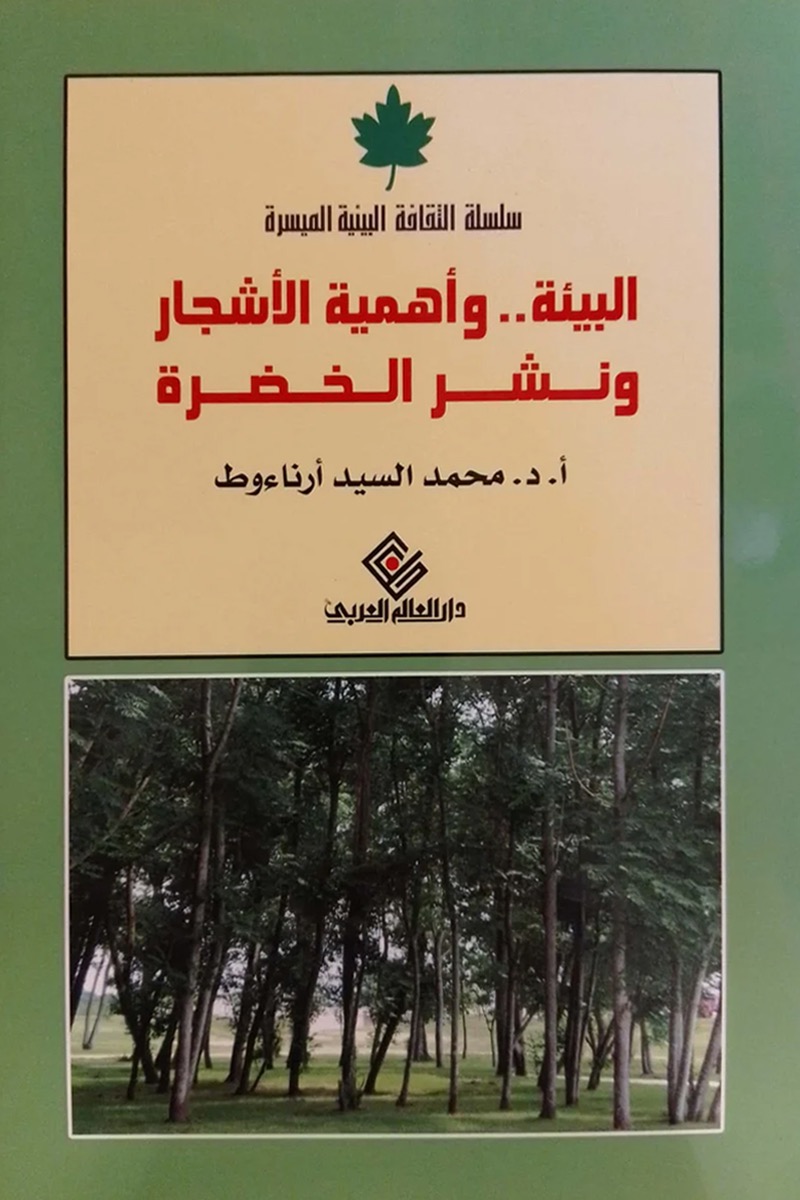 سلسلة الثقافة البيئية الميسرة
البيئة.. وأهمية الأشجار
ونشر الخضرة
أ. د. محمد السيد أرناءوط
دار العالم العربي